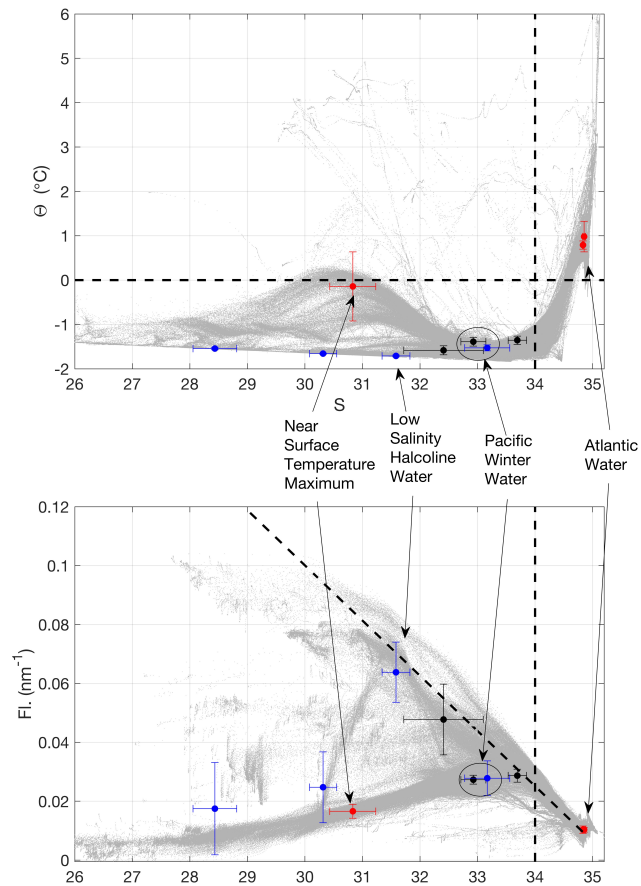 6
5
4
3
2
1
0
-1
-2
Θ (°C)
26 27 28 29 30 31 32 33 34 35
S
Near
Surface
Temperature
Maximum
Low
Salinity
Halcoline
Water
Pacific
Winter
Water
Atlantic
Water
0.12
0.1
0.08
0.06
0.04
0.02
0
Fl. (nm⁻¹)
26 27 28 29 30 31 32 33 34 35